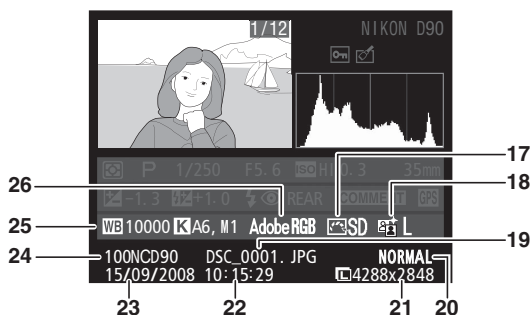 1/12 NIKON D90
P 1/250 F5.6 ISO HI 0.3 35mm
-1.3 +1.0 REAR COMMENT GPS
WB 10000 K A6, M1 AdobeRGB SD L
100NCD90 DSC_0001.JPG NORMAL
15/09/2008 10:15:29 L 4288x2848
17
18
19
20
21
22
23
24
25
26